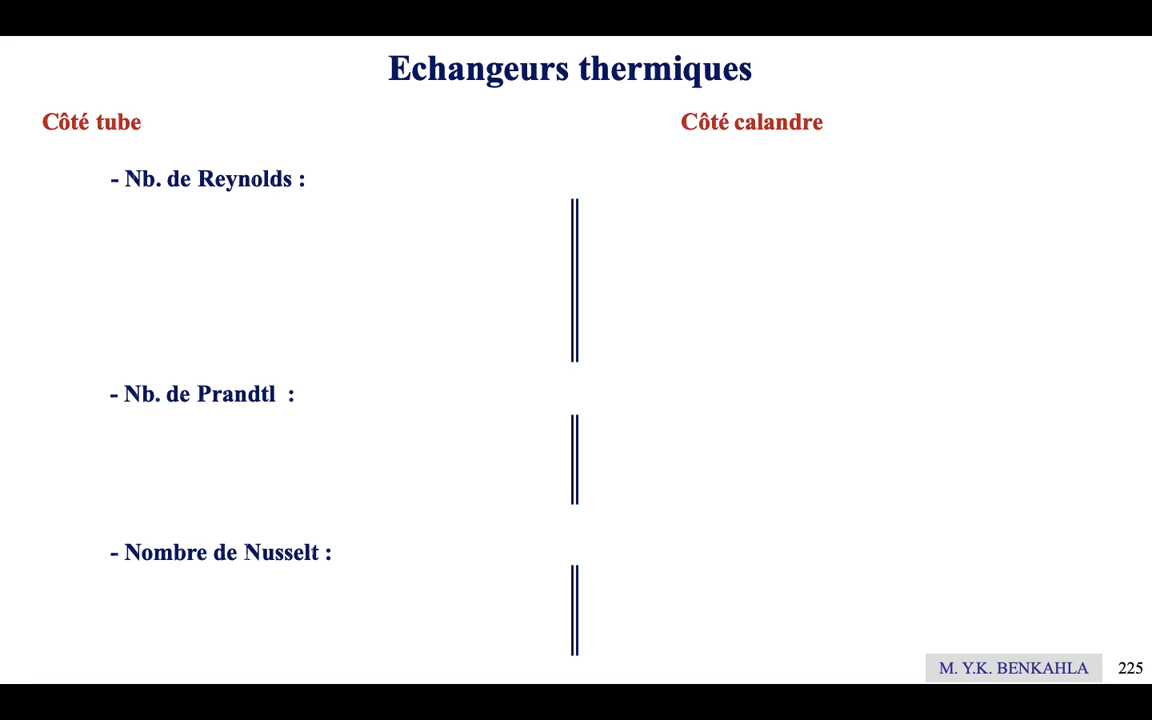 Echangeurs thermiques
Côté tube
Côté calandre
- Nb. de Reynolds :
- Nb. de Prandtl :
- Nombre de Nusselt :
M. Y.K. BENKAHLA
225